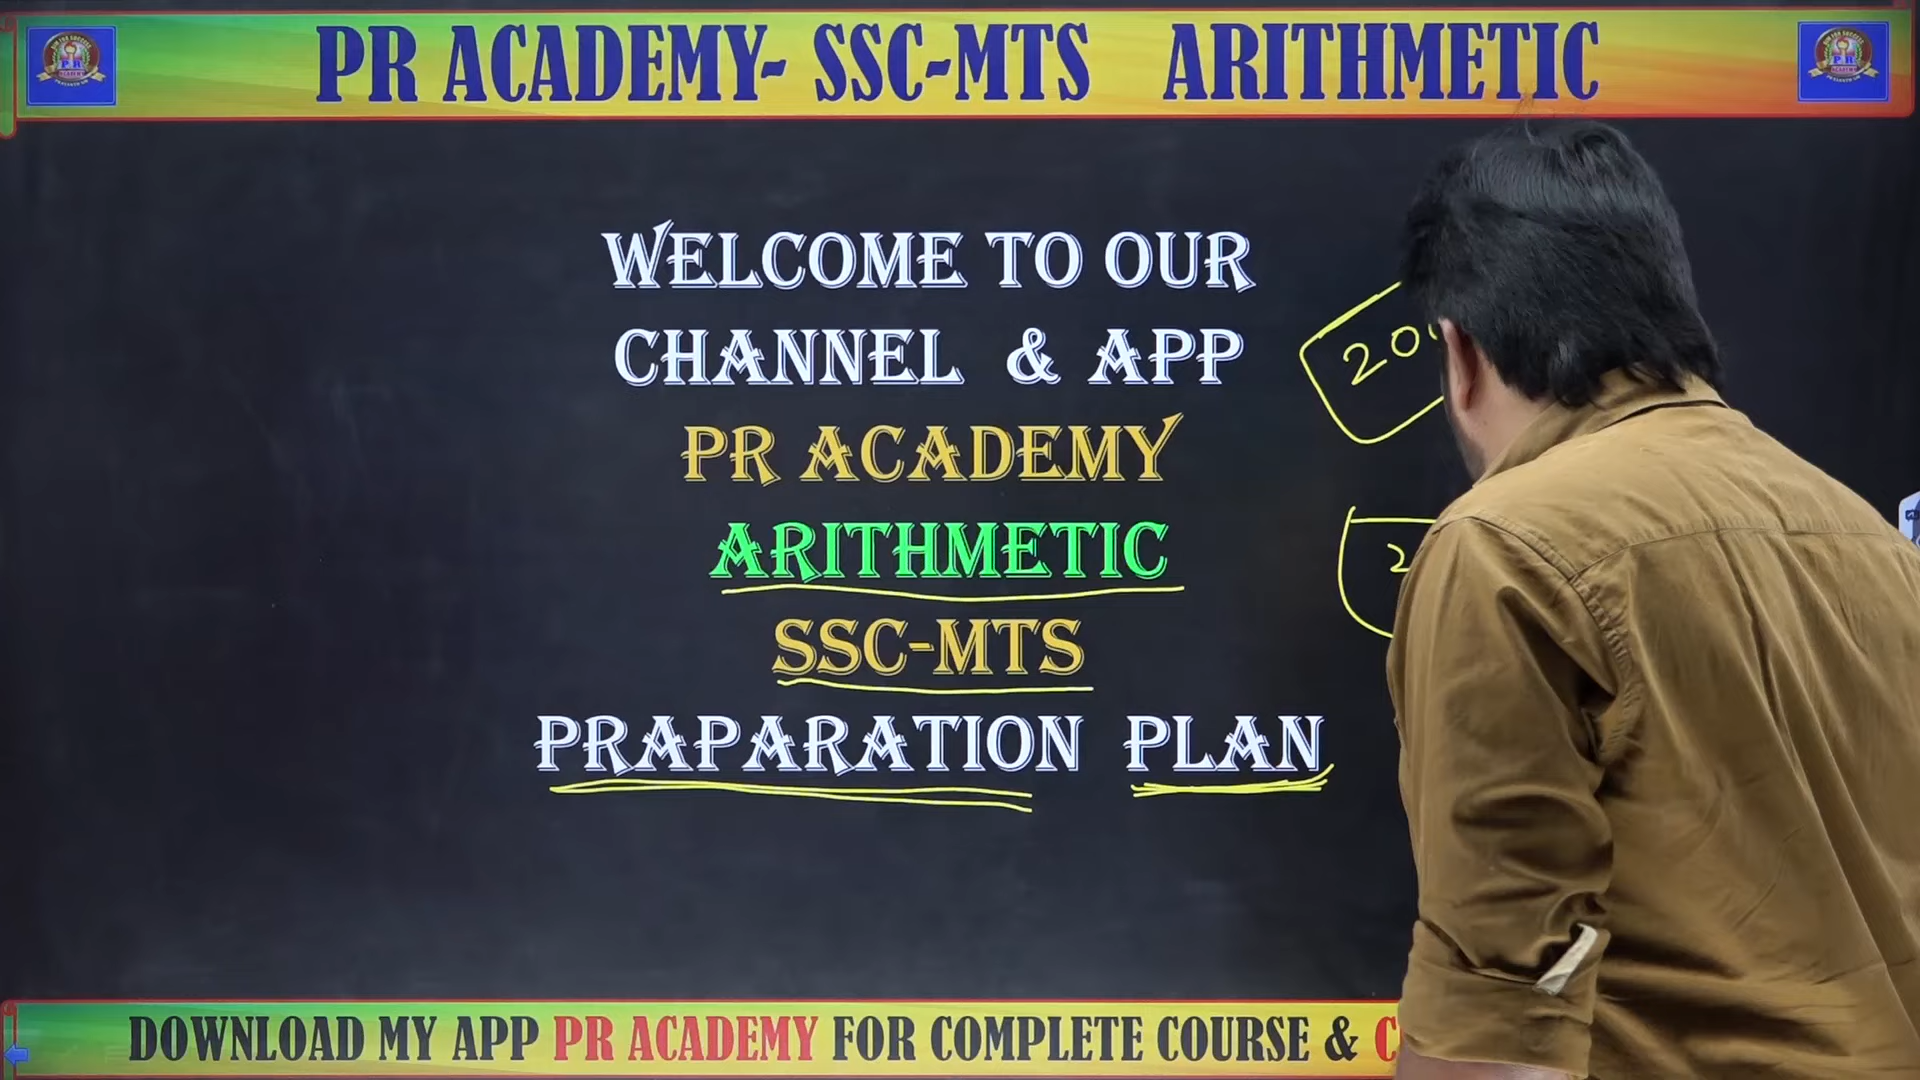 PR ACADEMY- SSC-MTS ARITHMETIC
WELCOME TO OUR
CHANNEL & APP
PR ACADEMY
ARITHMETIC
SSC-MTS
PRAPARATION PLAN
DOWNLOAD MY APP PR ACADEMY FOR COMPLETE COURSE &